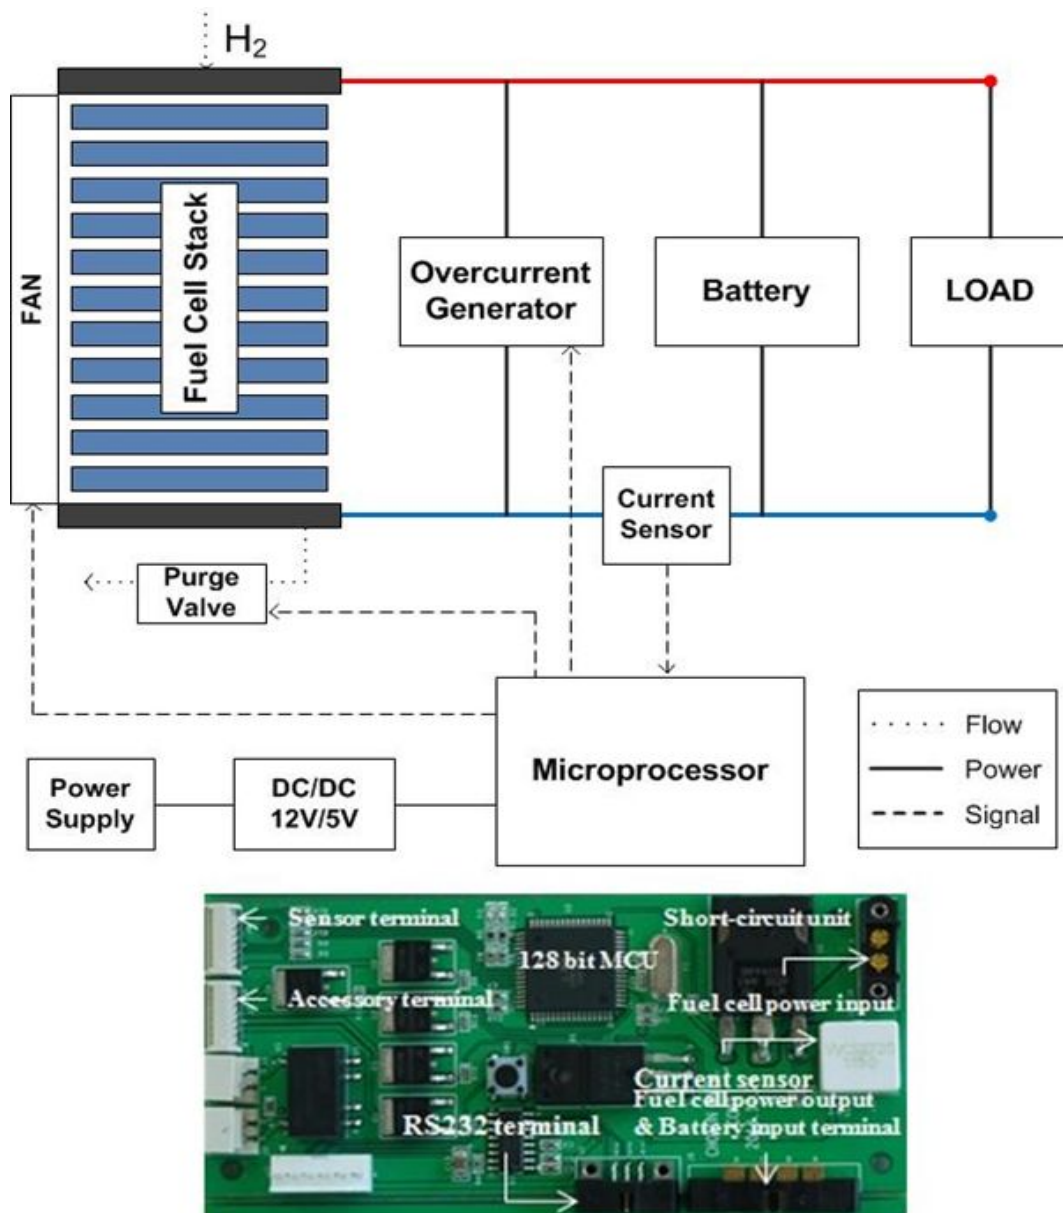 H₂
FAN
Fuel Cell Stack
Overcurrent
Generator
Battery
LOAD
Current
Sensor
Purge
Valve
Microprocessor
Power
Supply
DC/DC
12V/5V
Flow
Power
Signal
Sensor terminal
Short-circuit unit
128 bit MCU
Accessory terminal
Fuel cell power input
Current sensor
Fuel cell power output
& Battery input terminal
RS232 terminal